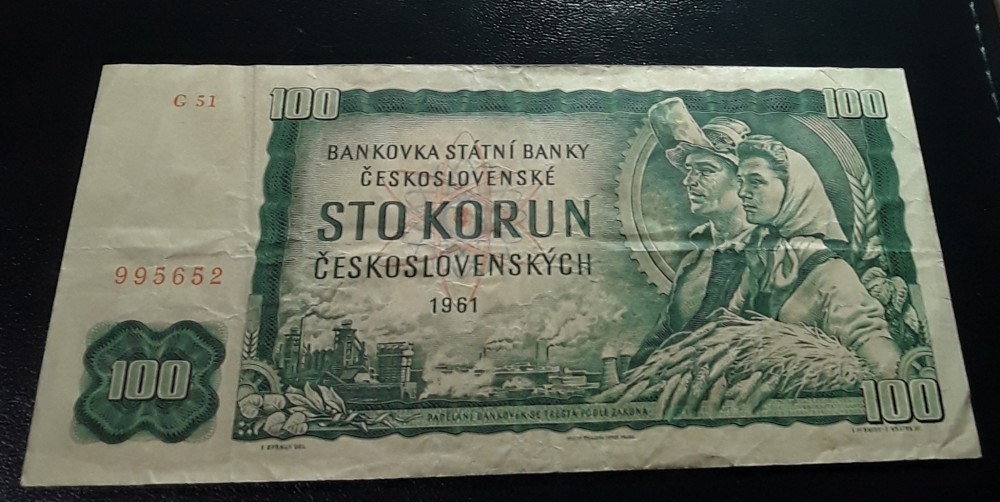 G 51
100
100
BANKOVKA STÁTNÍ BANKY
ČESKOSLOVENSKÉ
STO KORUN
ČESKOSLOVENSKÝCH
1961
995652
100
100
PADĚLÁNÍ BANKOVEK SE TRESTÁ PODLE ZÁKONA